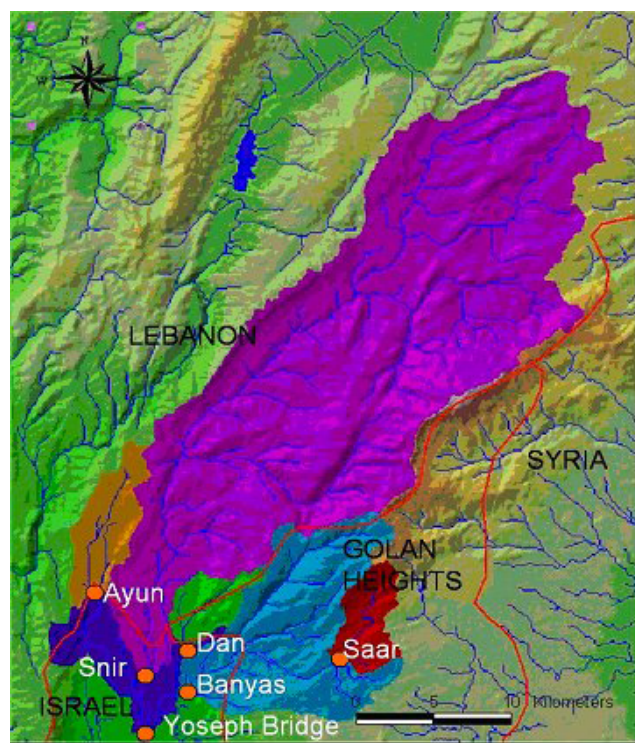 N
W
E
S
LEBANON
SYRIA
GOLAN
HEIGHTS
Ayun
Dan
Saar
Snir
Banyas
ISRAEL
Yoseph Bridge
0 5 10 Kilometers